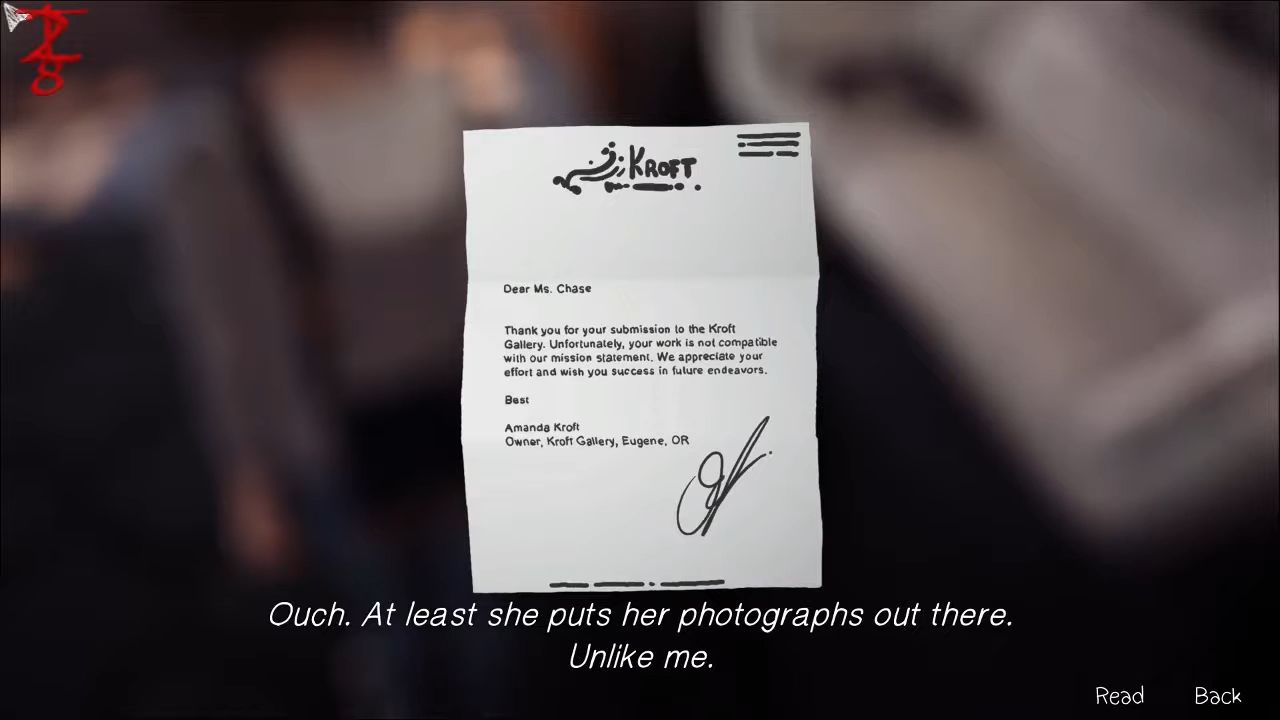 KROFT
Dear Ms. Chase
Thank you for your submission to the Kroft
Gallery. Unfortunately, your work is not compatible
with our mission statement. We appreciate your
effort and wish you success in future endeavors.
Best
Amanda Kroft
Owner, Kroft Gallery, Eugene, OR
Ouch. At least she puts her photographs out there.
Unlike me.
Read Back